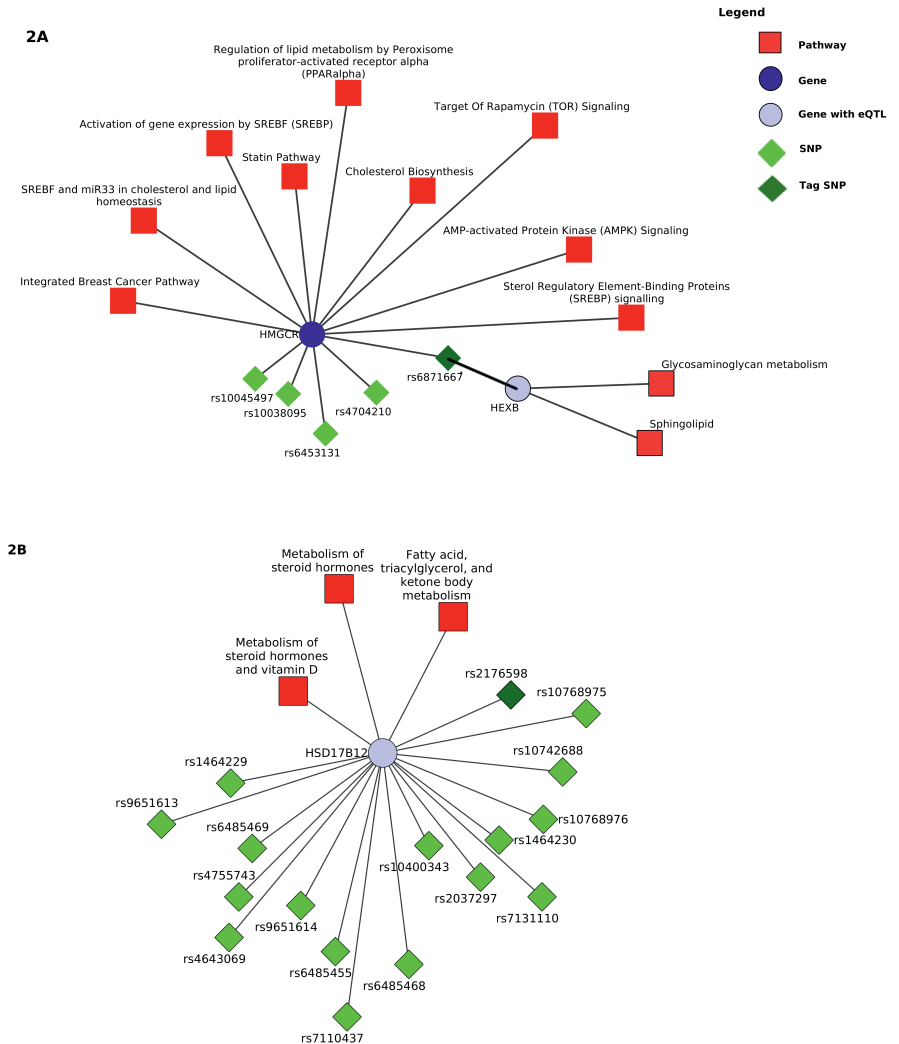 Legend
2A
Pathway
Gene
Gene with eQTL
SNP
Tag SNP
Regulation of lipid metabolism by Peroxisome
proliferator-activated receptor alpha
(PPARalpha)
Target Of Rapamycin (TOR) Signaling
Activation of gene expression by SREBF (SREBP)
Statin Pathway
Cholesterol Biosynthesis
SREBF and miR33 in cholesterol and lipid
homeostasis
AMP-activated Protein Kinase (AMPK) Signaling
Integrated Breast Cancer Pathway
Sterol Regulatory Element-Binding Proteins
(SREBP) signalling
HMGCR
Glycosaminoglycan metabolism
rs6871667
rs10045497
rs10038095
rs4704210
HEXB
Sphingolipid
rs6453131
2B
Metabolism of
steroid hormones
Fatty acid,
triacylglycerol, and
ketone body
metabolism
Metabolism of
steroid hormones
and vitamin D
rs2176598
rs10768975
HSD17B12
rs10742688
rs1464229
rs9651613
rs6485469
rs10768976
rs1464230
rs10400343
rs4755743
rs2037297
rs7131110
rs9651614
rs4643069
rs6485455
rs6485468
rs7110437